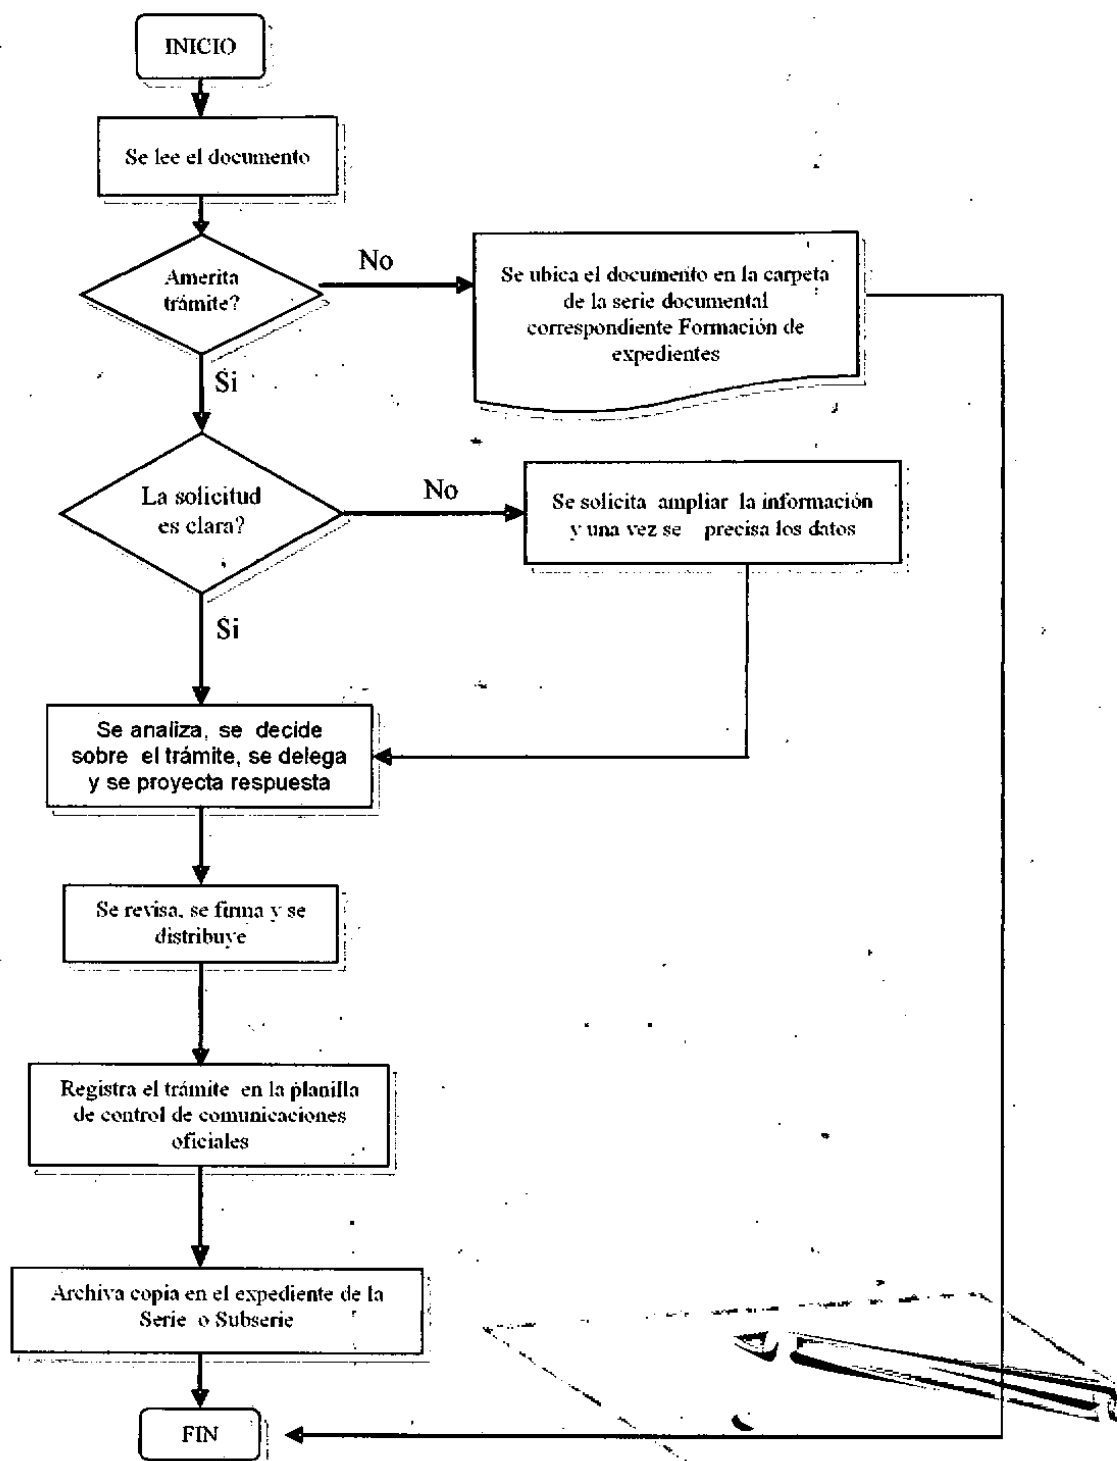 INICIO
Se lee el documento
Amerita
trámite?
No
Se ubica el documento en la carpeta
de la serie documental
correspondiente Formación de
expedientes
Si
La solicitud
es clara?
No
Se solicita ampliar la información
y una vez se precisa los datos
Si
Se analiza, se decide
sobre el trámite, se delega
y se proyecta respuesta
Se revisa, se firma y se
distribuye
Registra el trámite en la planilla
de control de comunicaciones
oficiales
Archiva copia en el expediente de la
Serie o Subserie
FIN